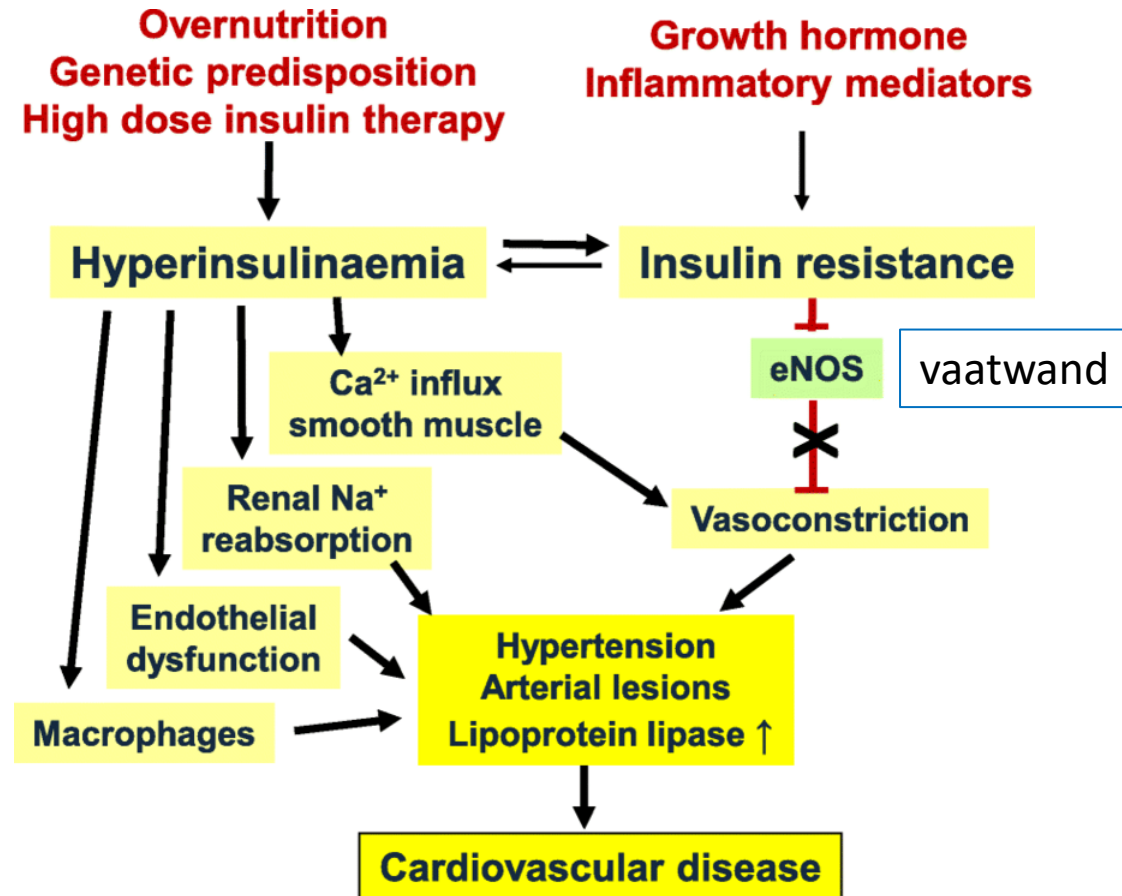 Overnutrition
Genetic predisposition
High dose insulin therapy
Growth hormone
Inflammatory mediators
Hyperinsulinaemia
Insulin resistance
Ca²⁺ influx
smooth muscle
eNOS
vaatwand
Renal Na⁺
reabsorption
Vasoconstriction
Endothelial
dysfunction
Macrophages
Hypertension
Arterial lesions
Lipoprotein lipase ↑
Cardiovascular disease